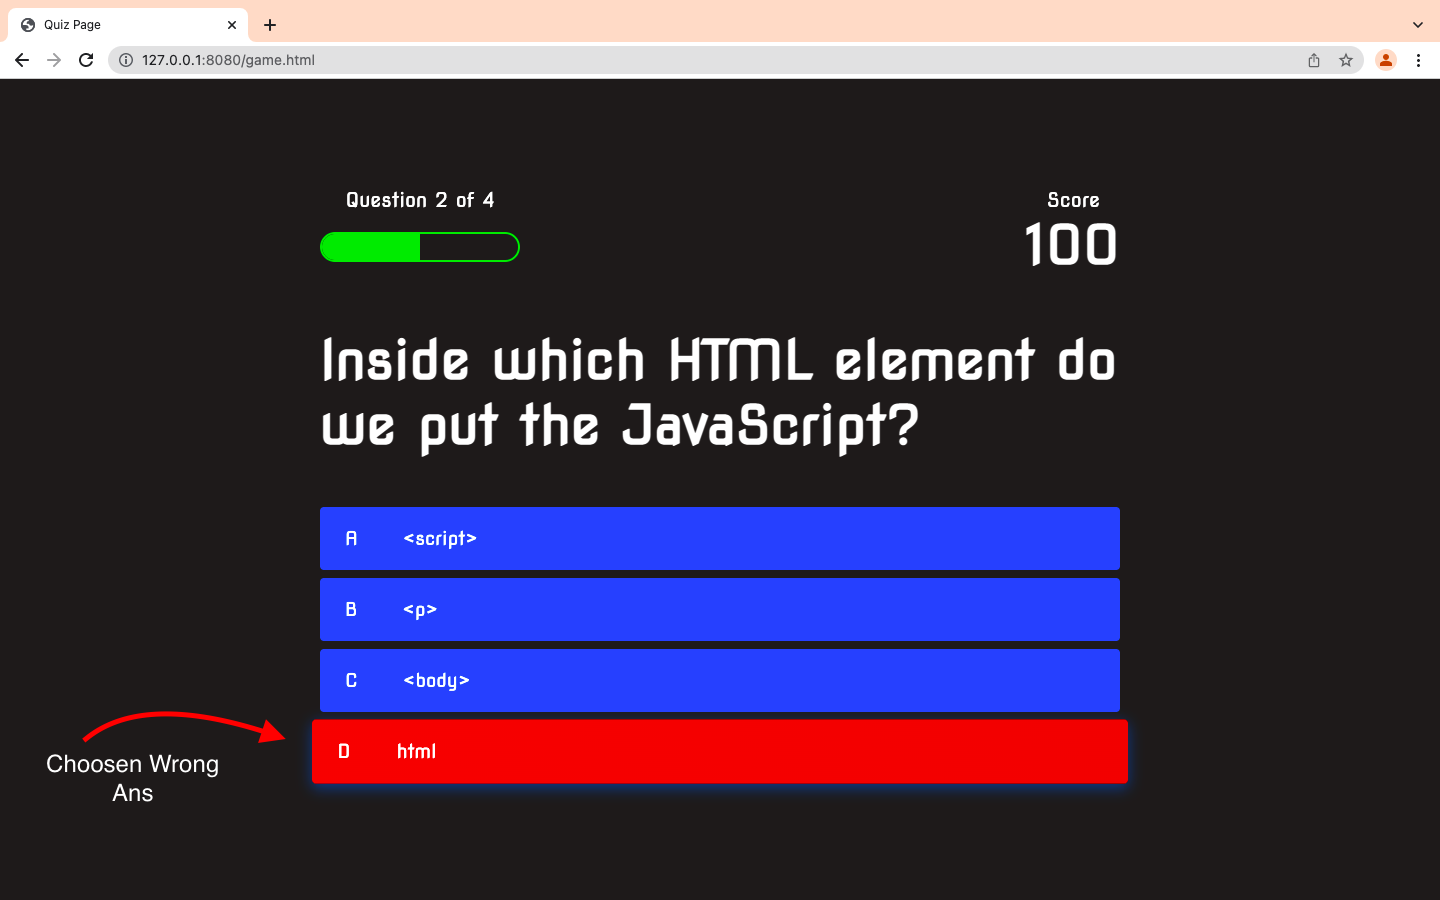 Quiz Page
127.0.0.1:8080/game.html
Question 2 of 4
Score
100
Inside which HTML element do
we put the JavaScript?
A <script>
B <p>
C <body>
D html
Choosen Wrong
Ans